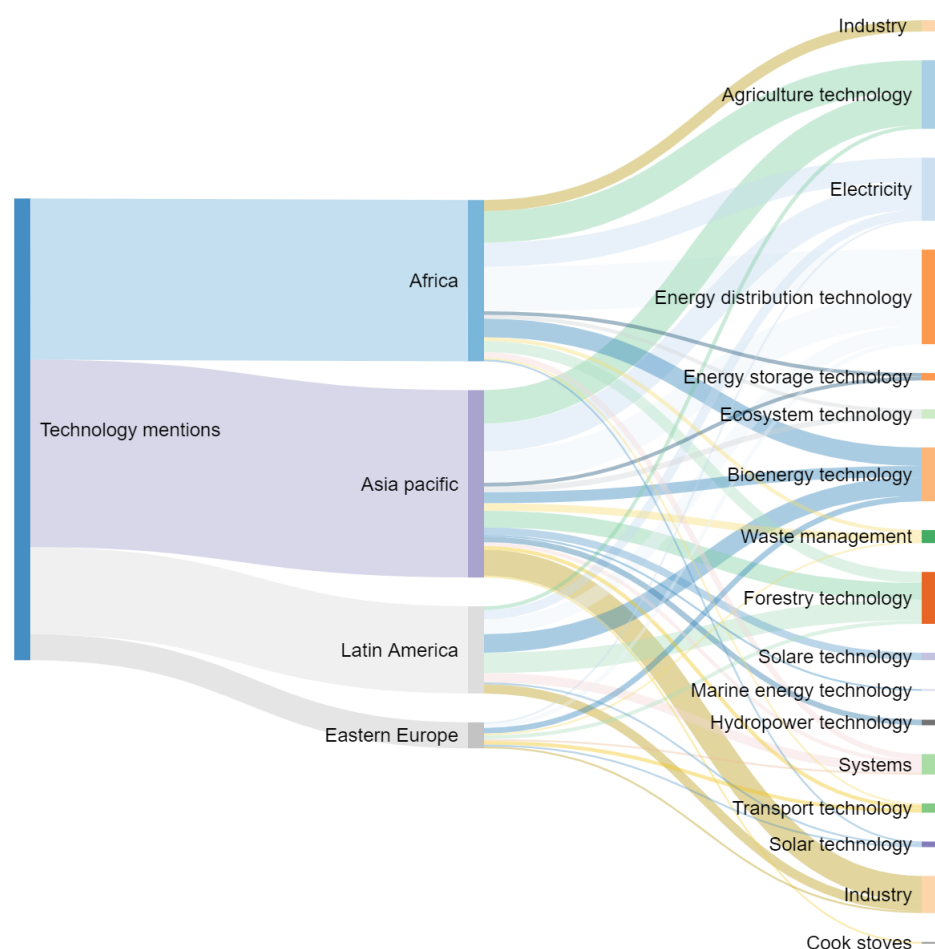 Technology mentions
Africa
Asia pacific
Latin America
Eastern Europe
Industry
Agriculture technology
Electricity
Energy distribution technology
Energy storage technology
Ecosystem technology
Bioenergy technology
Waste management
Forestry technology
Solare technology
Marine energy technology
Hydropower technology
Systems
Transport technology
Solar technology
Industry
Cook stoves